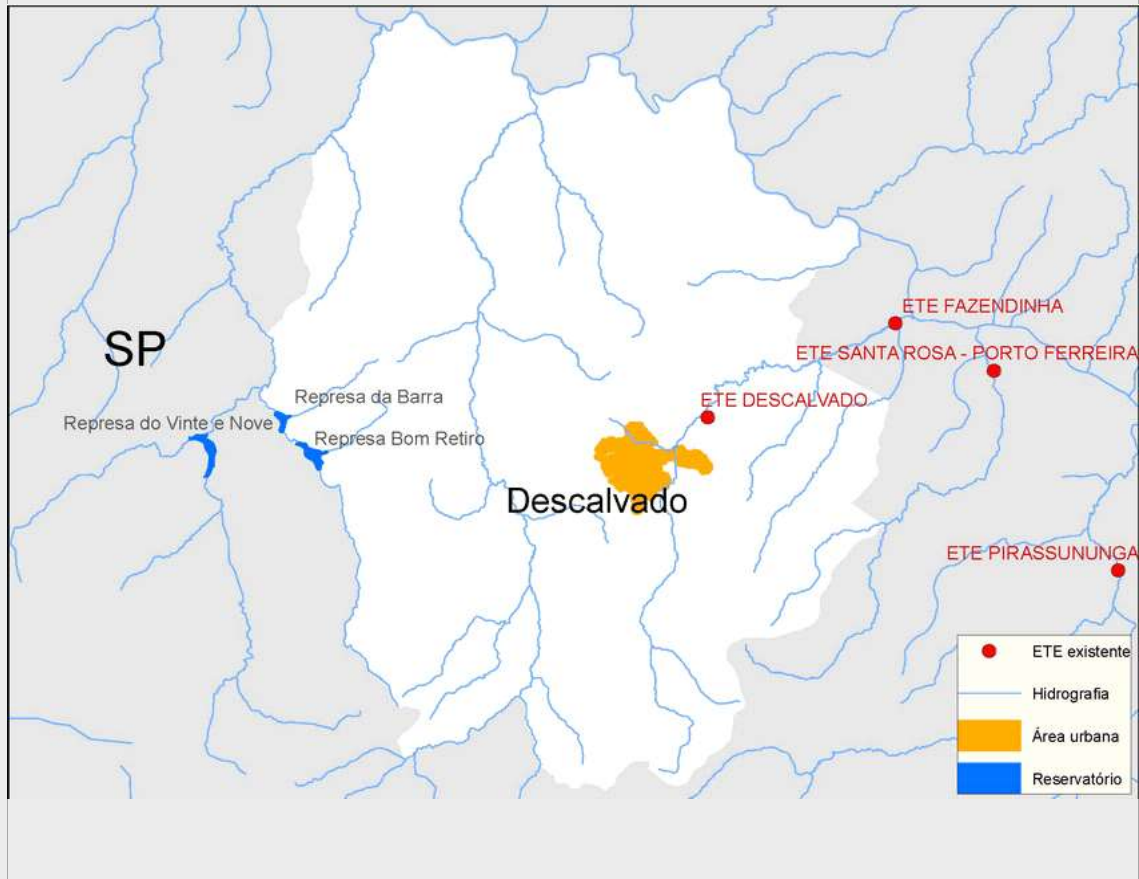 ETE FAZENDINHA
SP
ETE SANTA ROSA - PORTO FERREIRA
ETE DESCALVADO
Represa da Barra
Represa do Vinte e Nove
Represa Bom Retiro
Descalvado
ETE PIRASSUNUNGA
ETE existente
Hidrografia
Área urbana
Reservatório